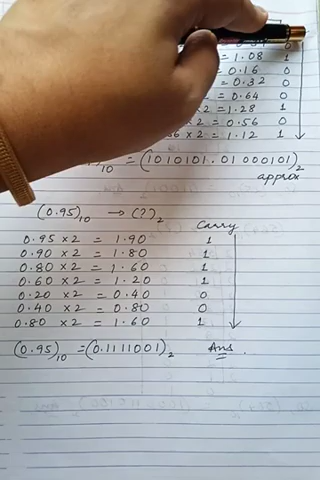 = 1.08 1
= 0.16 0
= 0.32 0
= 0.64 0
×2 = 1.28 1
×2 = 0.56 0
×2 = 1.12 1
)10 = (1010101.01000101)2
approx
(0.95)10 → (?)2
Carry
0.95 ×2 = 1.90 1
0.90 ×2 = 1.80 1
0.80 ×2 = 1.60 1
0.60 ×2 = 1.20 1
0.20 ×2 = 0.40 0
0.40 ×2 = 0.80 0
0.80 ×2 = 1.60 1
(0.95)10 = (0.1111001)2 Ans.